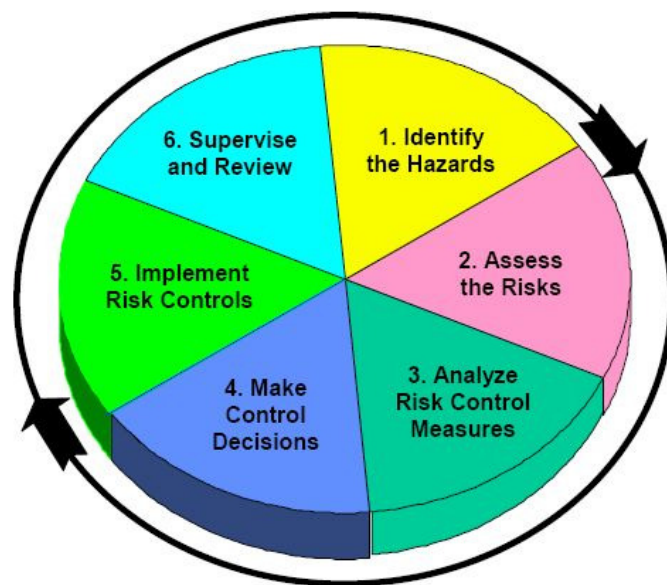 1. Identify
the Hazards
2. Assess
the Risks
3. Analyze
Risk Control
Measures
4. Make
Control
Decisions
5. Implement
Risk Controls
6. Supervise
and Review